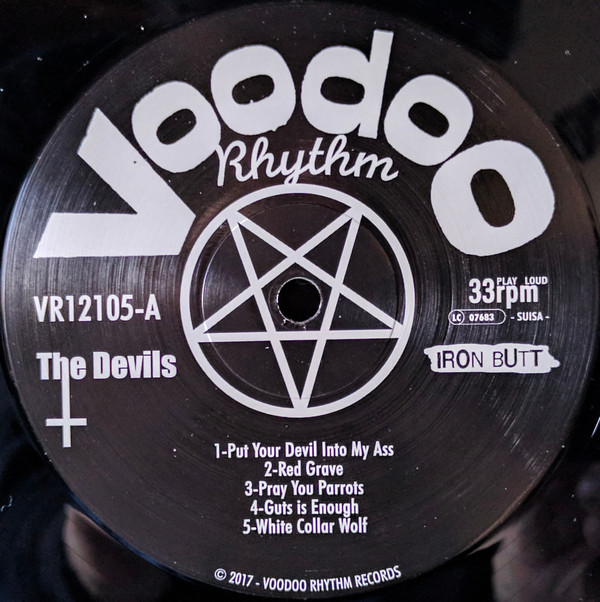 Voodoo
Rhythm
VR12105-A
33rpm PLAY LOUD
LC 07683 - SUISA -
The Devils
IRON BUTT
1-Put Your Devil Into My Ass
2-Red Grave
3-Pray You Parrots
4-Guts is Enough
5-White Collar Wolf
© 2017 - VOODOO RHYTHM RECORDS